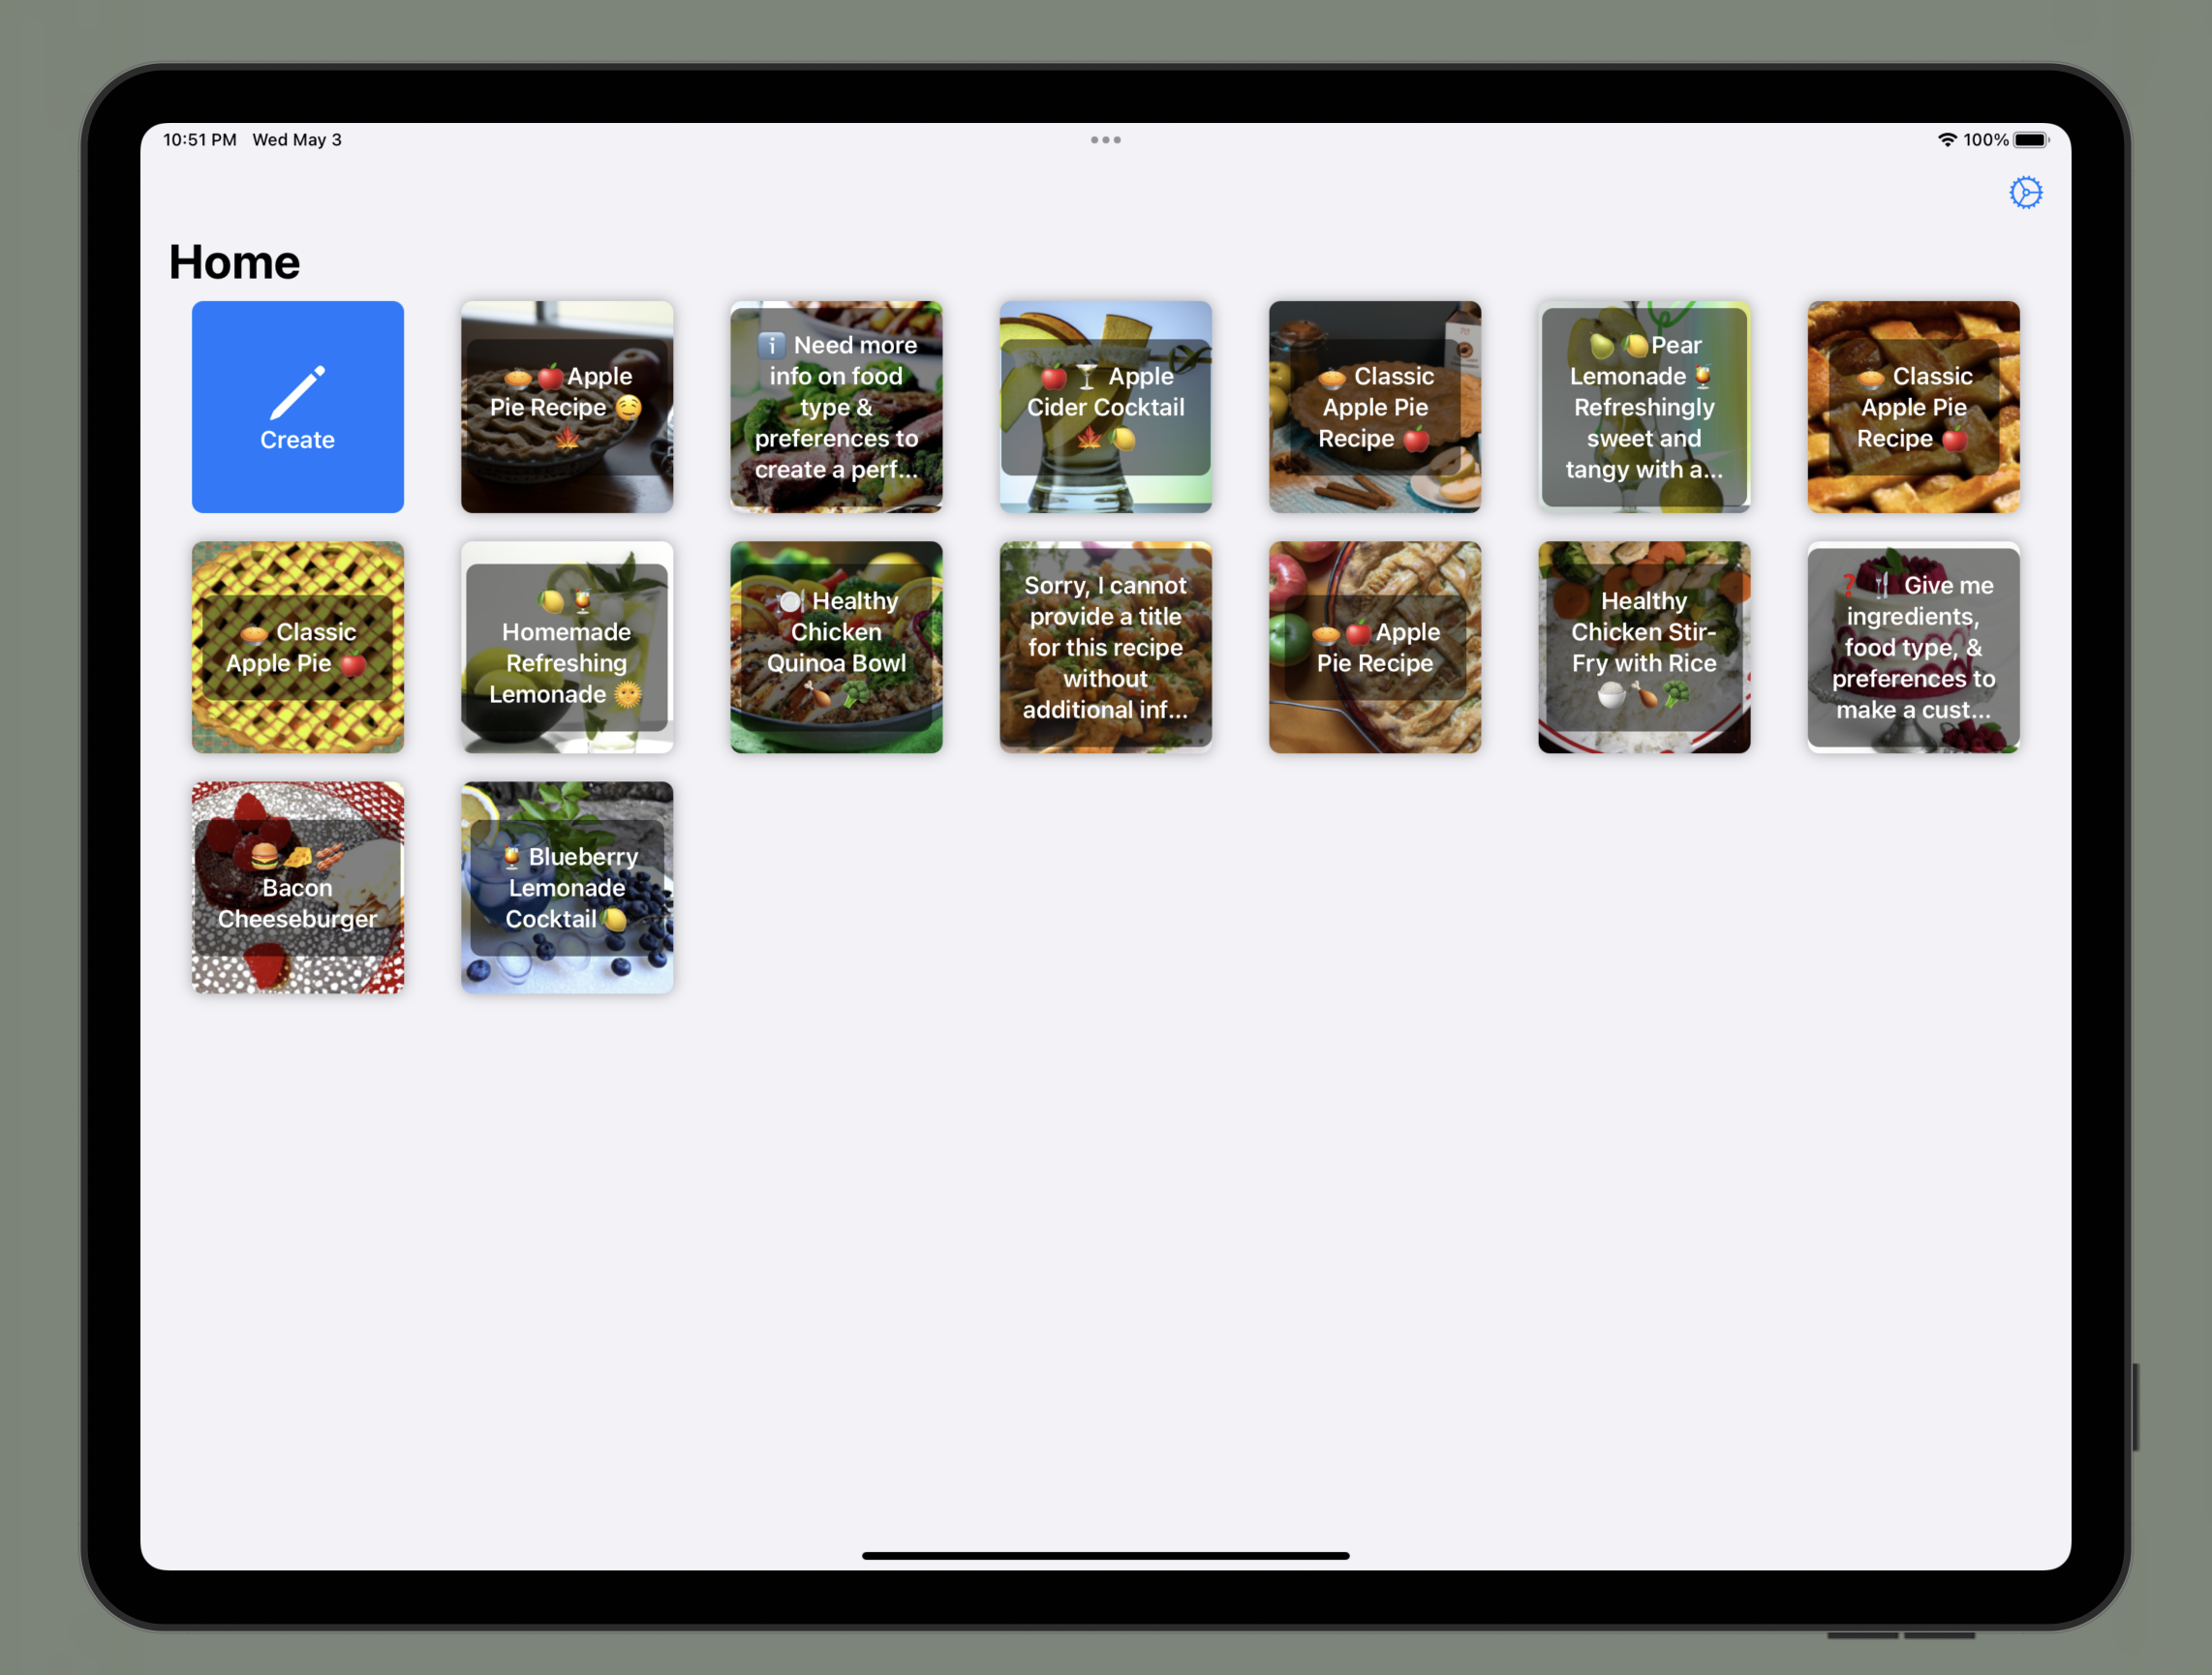 10:51 PM Wed May 3
100%
Home
Create
🥧🍎Apple
Pie Recipe 🤤
🍁
ℹ️ Need more
info on food
type &
preferences to
create a perf...
🍎🍸 Apple
Cider Cocktail
🍁🍋
🥧 Classic
Apple Pie
Recipe 🍎
🍐🍋Pear
Lemonade🍹
Refreshingly
sweet and
tangy with a...
🥧 Classic
Apple Pie
Recipe 🍎
🥧 Classic
Apple Pie 🍎
🍋🍹
Homemade
Refreshing
Lemonade 🌞
🍽️ Healthy
Chicken
Quinoa Bowl
🍗🥦
Sorry, I cannot
provide a title
for this recipe
without
additional inf...
🥧🍎Apple
Pie Recipe
Healthy
Chicken Stir-
Fry with Rice
🍚🍗🥦
❓🍴 Give me
ingredients,
food type, &
preferences to
make a cust...
🍔🧀🥓
Bacon
Cheeseburger
🍹Blueberry
Lemonade
Cocktail🍋